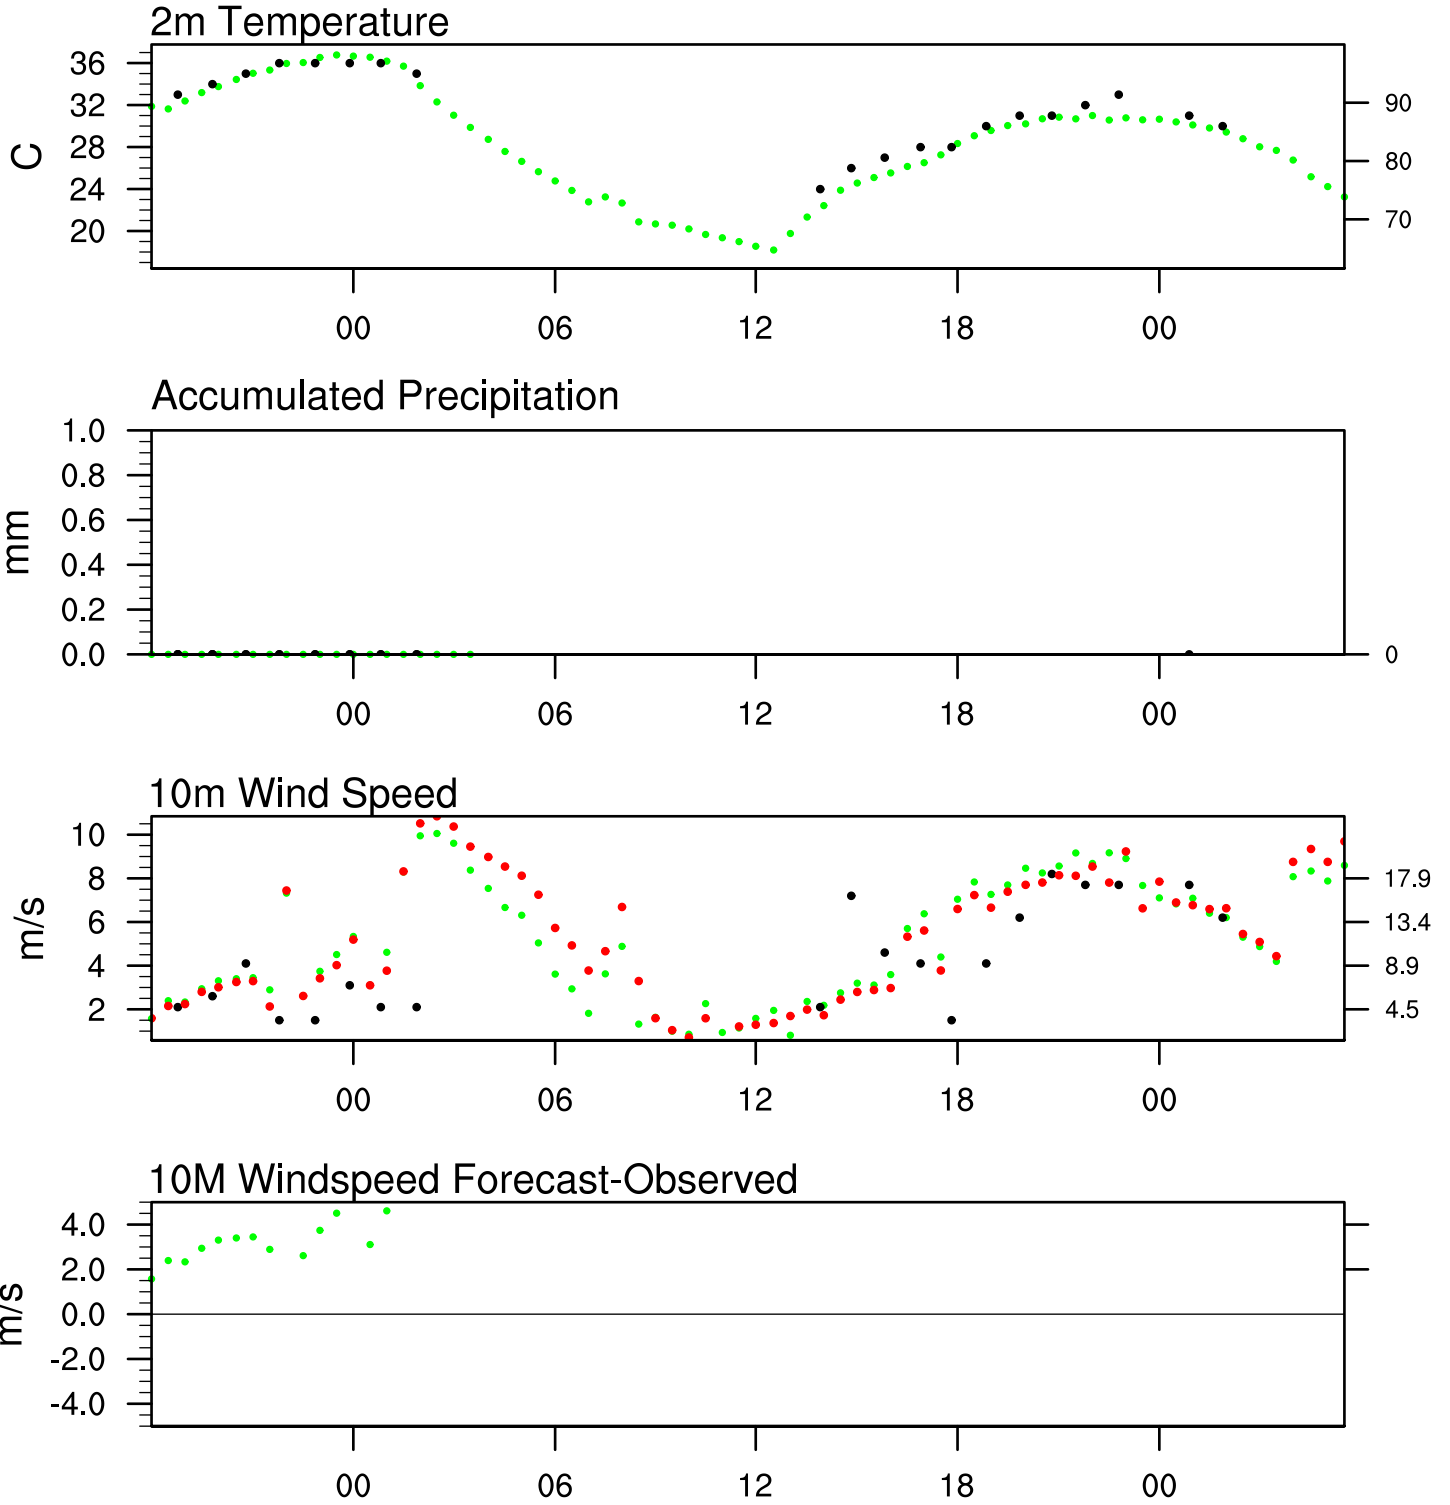 2m Temperature
36
32
28
24
20
C
90
80
70
00 06 12 18 00
Accumulated Precipitation
1.0
0.8
0.6
0.4
0.2
0.0
mm
0
00 06 12 18 00
10m Wind Speed
10
8
6
4
2
m/s
17.9
13.4
8.9
4.5
00 06 12 18 00
10M Windspeed Forecast-Observed
4.0
2.0
0.0
-2.0
-4.0
m/s
00 06 12 18 00